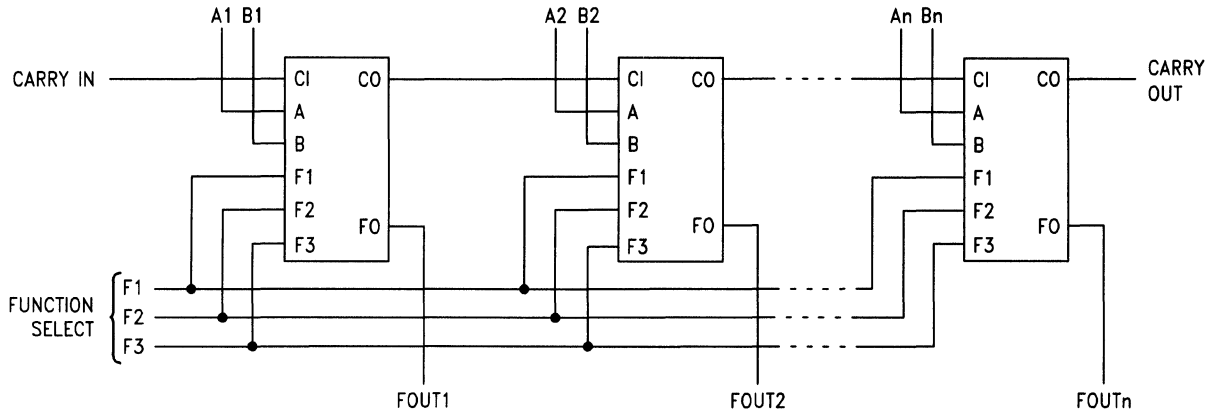 A1 B1 A2 B2 An Bn
CARRY IN CI CO CI CO CI CO CARRY
OUT
A A A
B B B
F1 F1 F1
F2 F2 F2
FO FO FO
F3 F3 F3
FUNCTION
SELECT
F1
F2
F3
FOUT1 FOUT2 FOUTn